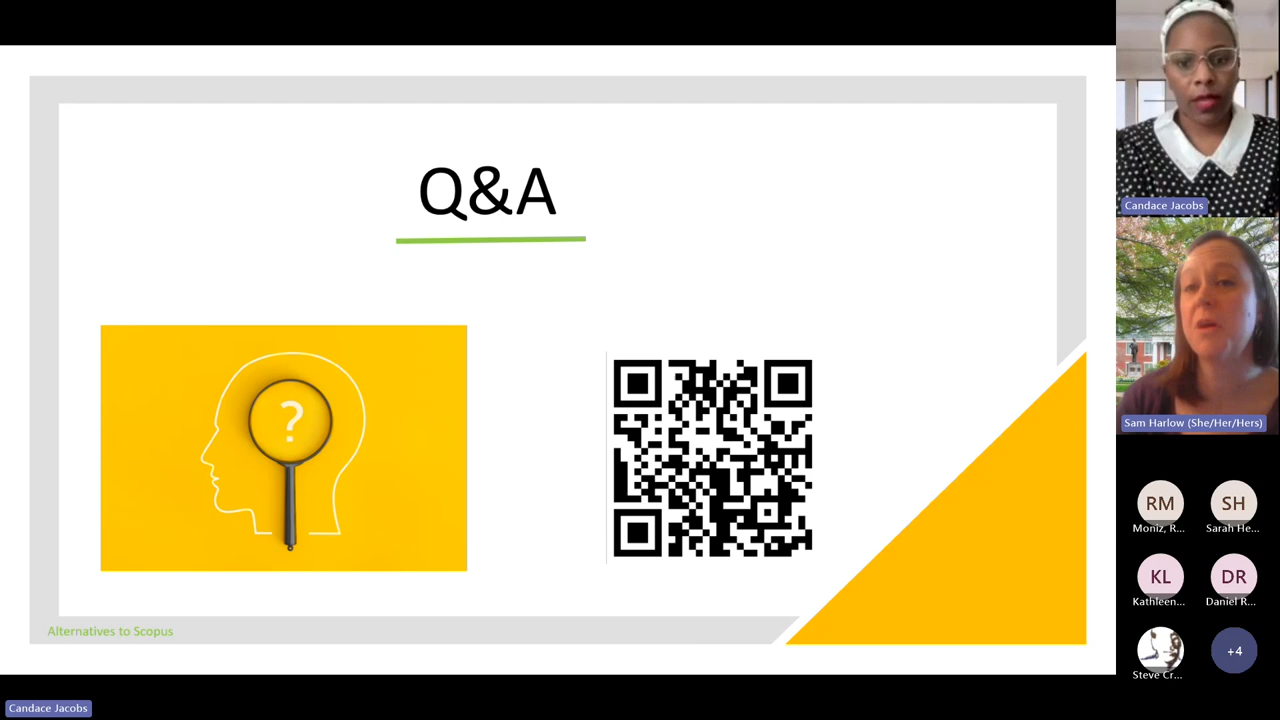 Q&A
?
Alternatives to Scopus
Candace Jacobs
Candace Jacobs
Sam Harlow (She/Her/Hers)
RM
SH
Moniz, R...
Sarah He...
KL
DR
Kathleen...
Daniel R...
Steve Cr...
+4